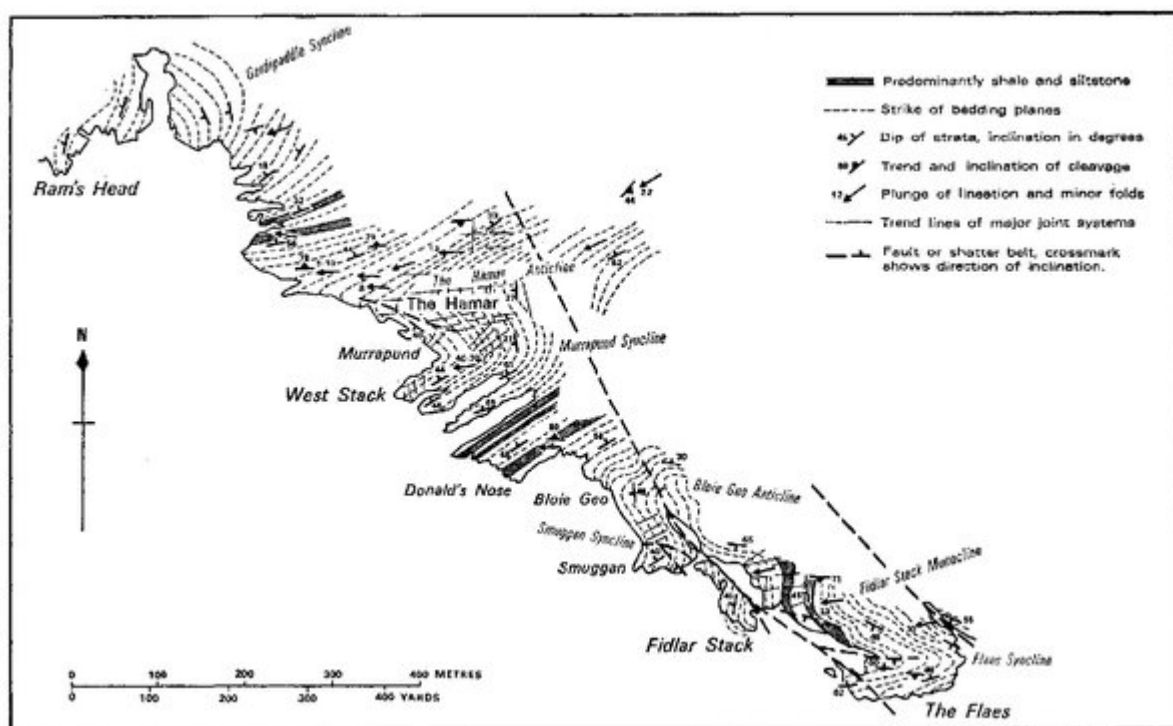 Predominantly shale and siltstone
Strike of bedding planes
Dip of strata, inclination in degrees
Trend and inclination of cleavage
Plunge of lineation and minor folds
Trend lines of major joint systems
Fault or shatter belt, crossmark
shows direction of inclination.
Syncline
Ram's Head
The Hamar Anticline
The Hamar
Murrapund
Murrapund Syncline
West Stack
N
Donald's Nose
Bloie Geo
Bloie Geo Anticline
Smuggan Syncline
Smuggan
Fidlar Stack Monocline
Fidlar Stack
Flaes Syncline
The Flaes
0 100 200 300 400 METRES
0 100 200 300 400 YARDS